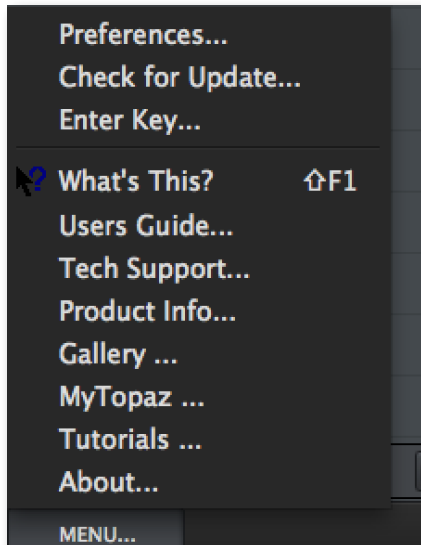 Preferences...
Check for Update...
Enter Key...
What's This? ⇧F1
Users Guide...
Tech Support...
Product Info...
Gallery ...
MyTopaz ...
Tutorials ...
About...
MENU...